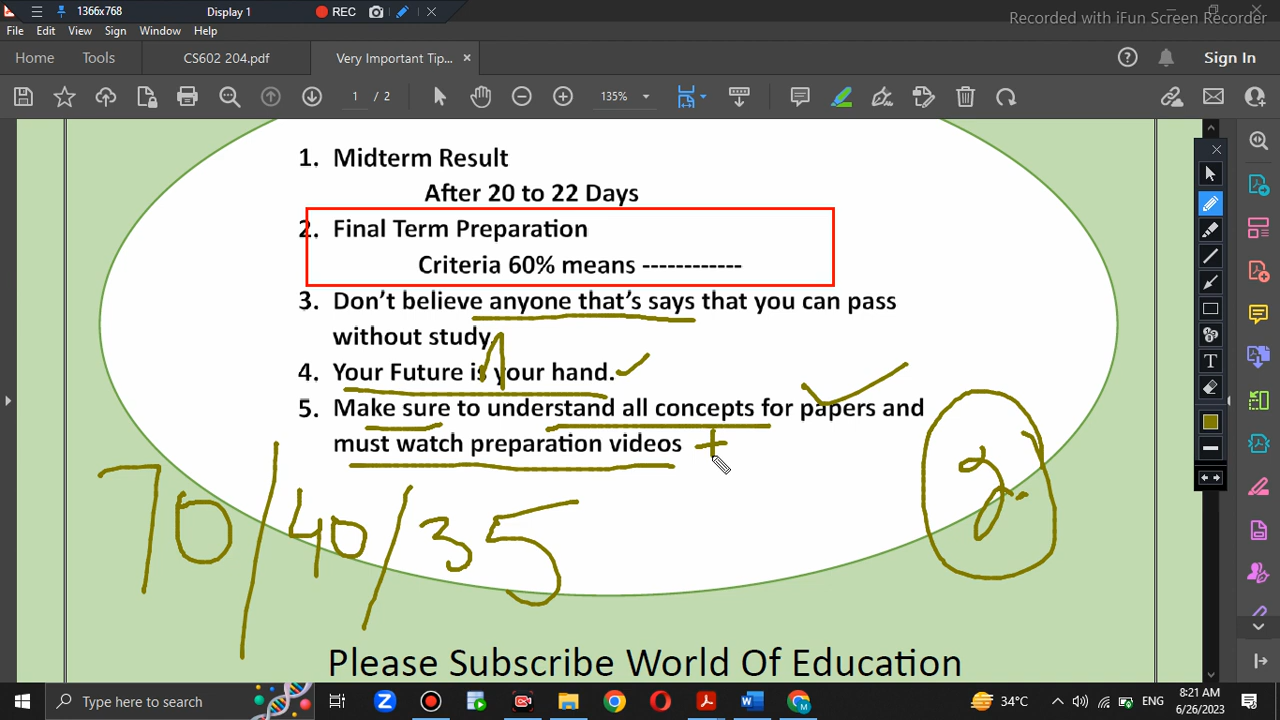 1366x768
Display 1
REC
Recorded with iFun Screen Recorder
File Edit View Sign Window Help
Home Tools CS602 204.pdf Very Important Tip... × Sign In
1 / 2 135%
1. Midterm Result
After 20 to 22 Days
2. Final Term Preparation
Criteria 60% means ------------
3. Don't believe anyone that's says that you can pass
without study.
4. Your Future is your hand.
5. Make sure to understand all concepts for papers and
must watch preparation videos +
70/40/35
Please Subscribe World Of Education
Type here to search
34°C ENG 8:21 AM
6/26/2023